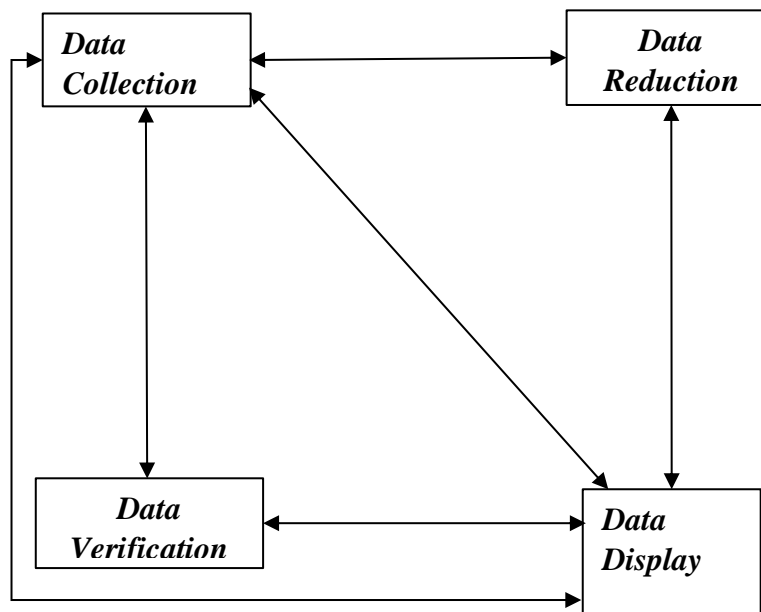 Data
Collection
Data
Reduction
Data
Verification
Data
Display